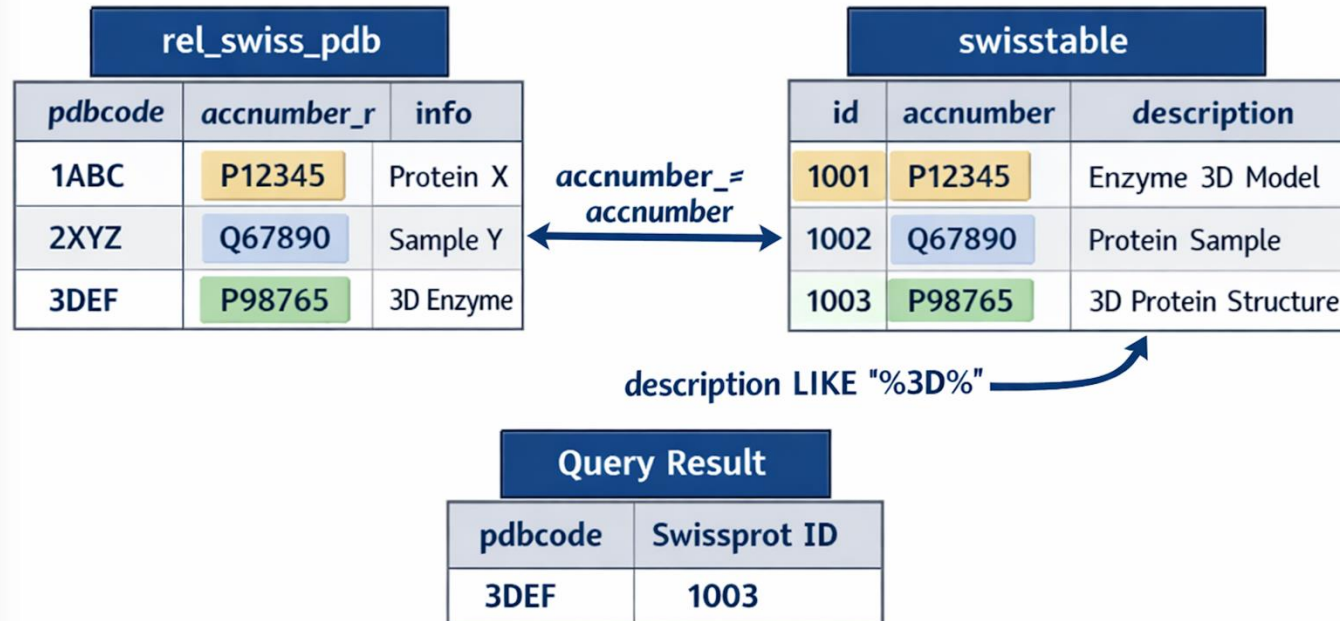 rel_swiss_pdb
pdbcode accnumber_r info
1ABC P12345 Protein X
2XYZ Q67890 Sample Y
3DEF P98765 3D Enzyme
accnumber_=
accnumber
swisstable
id accnumber description
1001 P12345 Enzyme 3D Model
1002 Q67890 Protein Sample
1003 P98765 3D Protein Structure
description LIKE "%3D%"
Query Result
pdbcode Swissprot ID
3DEF 1003